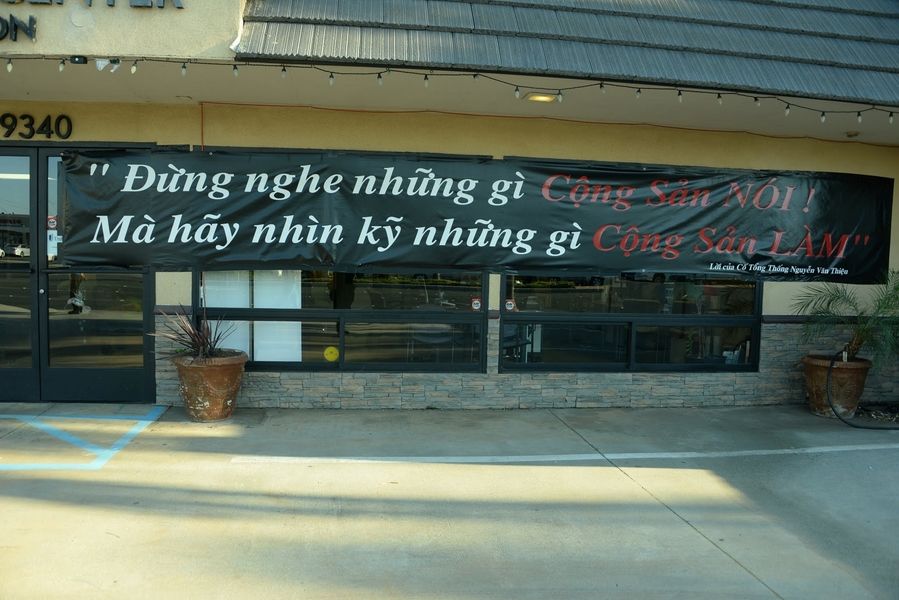 ON
9340
" Đừng nghe những gì Cộng Sản NÓI !
Mà hãy nhìn kỹ những gì Cộng Sản LÀM"
Lời của Cố Tổng Thống Nguyễn Văn Thiệu